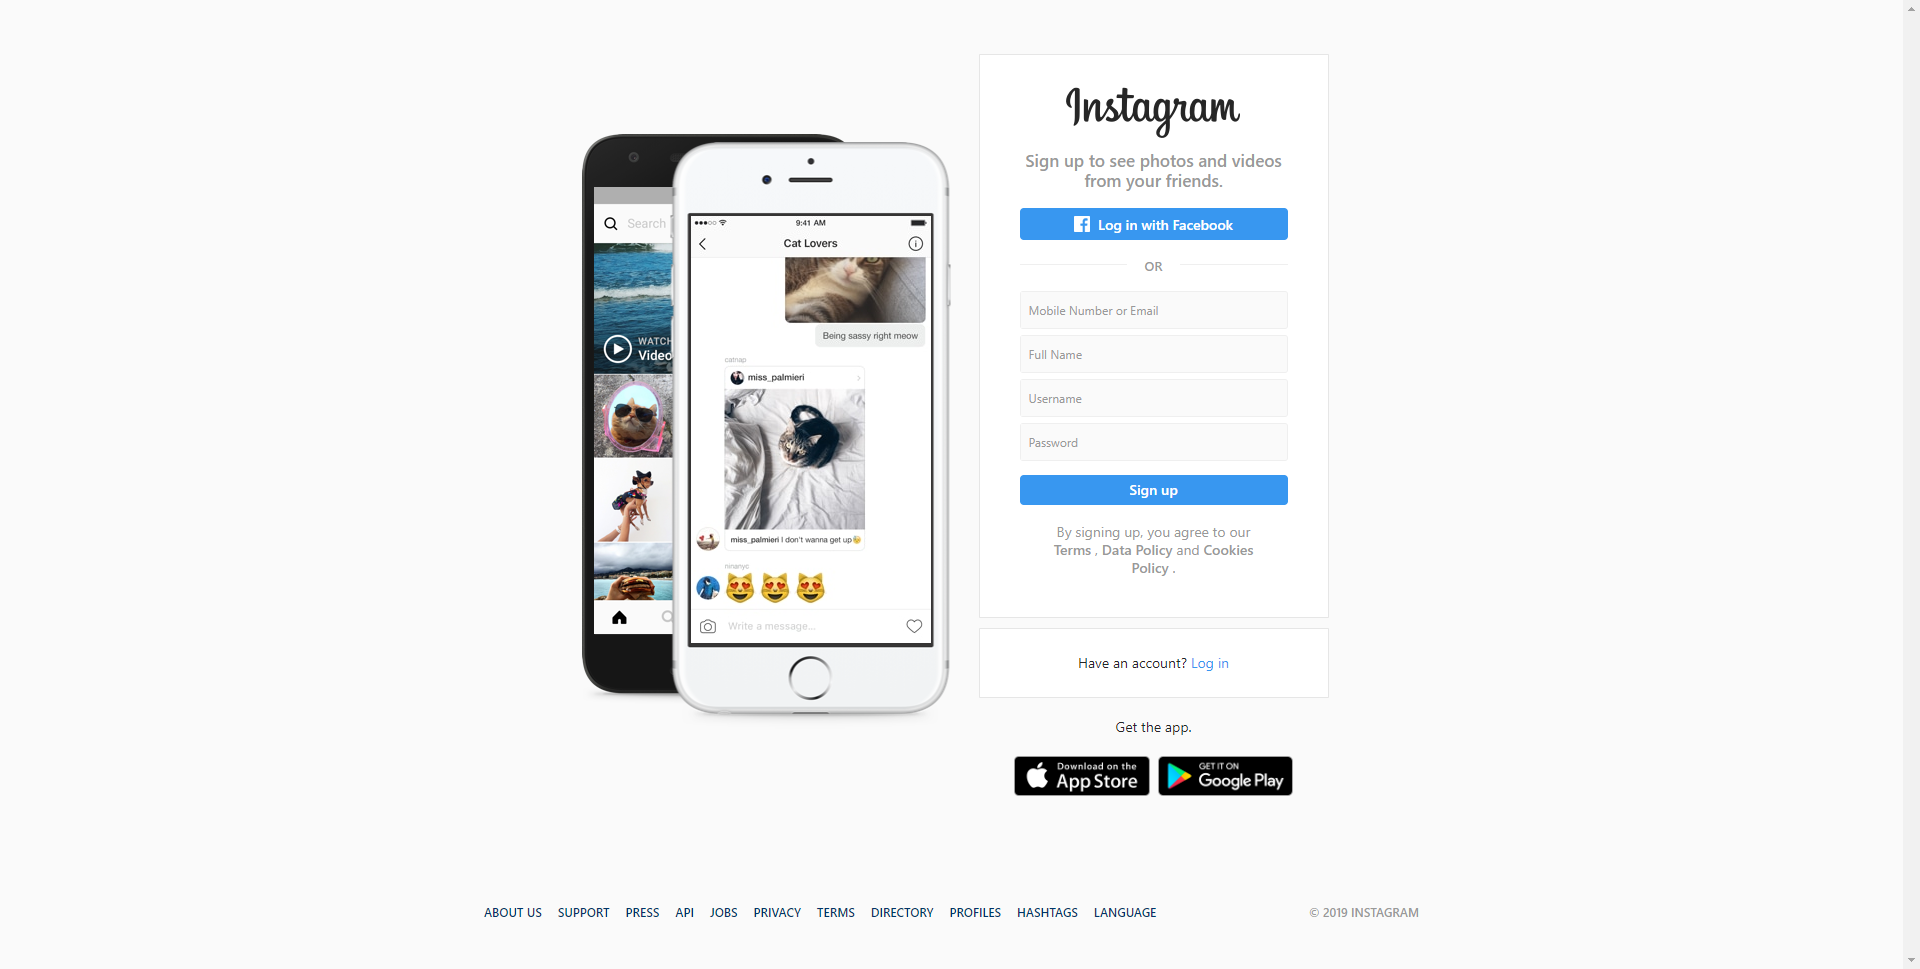 Search
WATCH
Video
9:41 AM
Cat Lovers
Being sassy right meow
catnap
miss_palmieri
miss_palmieri I don't wanna get up😴
ninanyc
😻 😻 😻
Write a message...
Instagram
Sign up to see photos and videos
from your friends.
Log in with Facebook
OR
Mobile Number or Email
Full Name
Username
Password
Sign up
By signing up, you agree to our
Terms , Data Policy and Cookies
Policy .
Have an account? Log in
Get the app.
Download on the
App Store
GET IT ON
Google Play
ABOUT US SUPPORT PRESS API JOBS PRIVACY TERMS DIRECTORY PROFILES HASHTAGS LANGUAGE
© 2019 INSTAGRAM